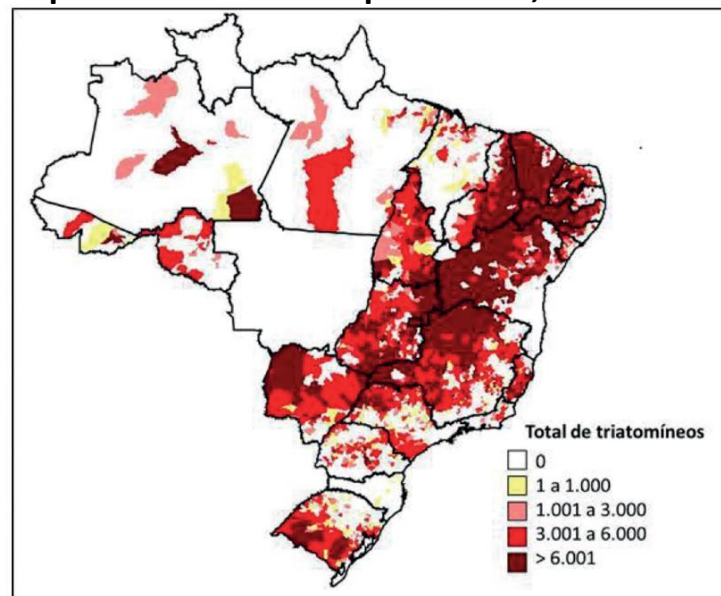 Total de triatomíneos
0
1 a 1.000
1.001 a 3.000
3.001 a 6.000
> 6.001